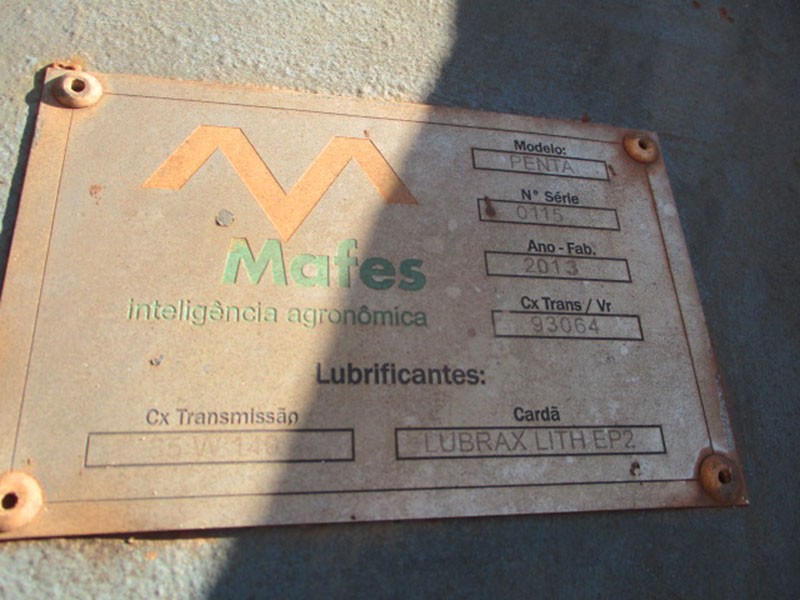 Mafes
inteligência agronômica
Modelo:
PENTA
N° Série
0115
Ano - Fab.
2013
Cx Trans / Vr
93064
Lubrificantes:
Cx Transmissão
Cardã
LUBRAX LITH EP2